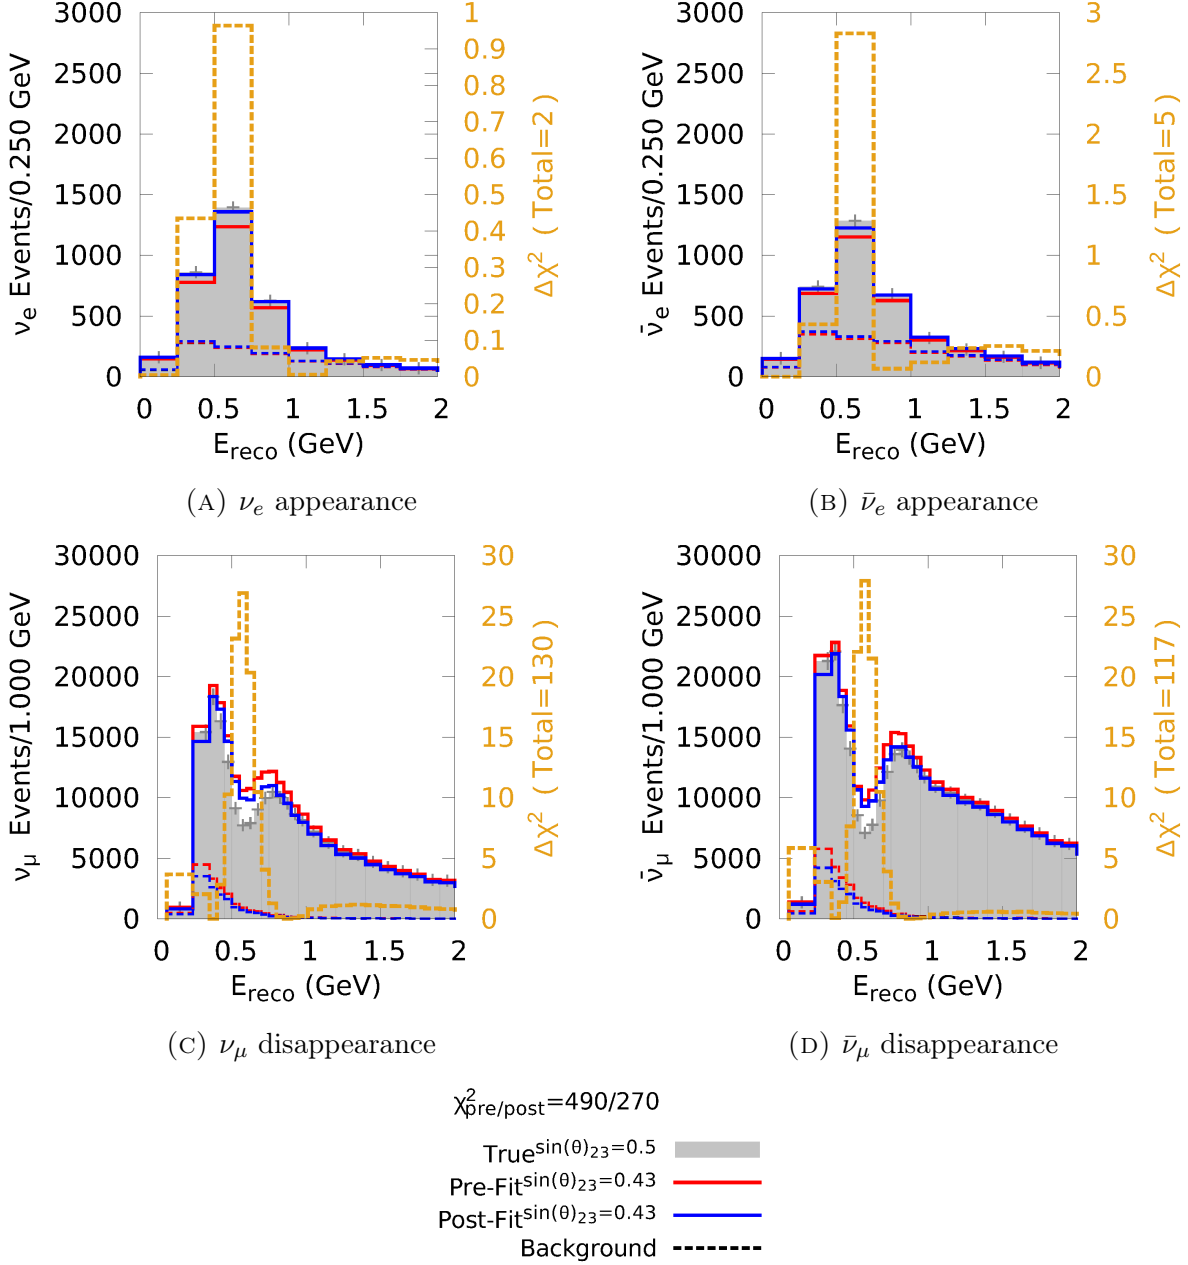 3000
2500
2000
1500
1000
500
0
νe Events/0.250 GeV
0 0.5 1 1.5 2
Ereco (GeV)
1
0.9
0.8
0.7
0.6
0.5
0.4
0.3
0.2
0.1
0
Δχ² ( Total=2 )
(A) νe appearance
3000
2500
2000
1500
1000
500
0
ν̄e Events/0.250 GeV
0 0.5 1 1.5 2
Ereco (GeV)
3
2.5
2
1.5
1
0.5
0
Δχ² ( Total=5 )
(B) ν̄e appearance
30000
25000
20000
15000
10000
5000
0
νμ Events/1.000 GeV
0 0.5 1 1.5 2
Ereco (GeV)
30
25
20
15
10
5
0
Δχ² ( Total=130 )
(C) νμ disappearance
30000
25000
20000
15000
10000
5000
0
ν̄μ Events/1.000 GeV
0 0.5 1 1.5 2
Ereco (GeV)
30
25
20
15
10
5
0
Δχ² ( Total=117 )
(D) ν̄μ disappearance
χ²pre/post=490/270
True sin(θ)23=0.5
Pre-Fit sin(θ)23=0.43
Post-Fit sin(θ)23=0.43
Background